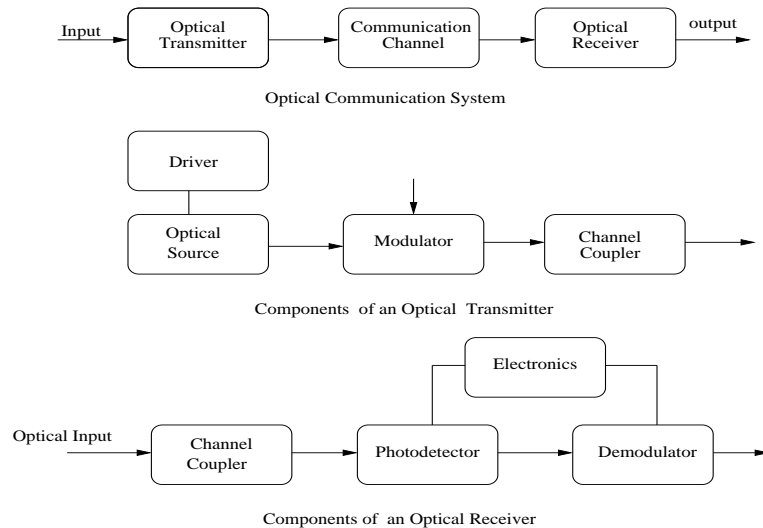 Input
Optical
Transmitter
Communication
Channel
Optical
Receiver
output
Optical Communication System
Driver
Optical
Source
Modulator
Channel
Coupler
Components of an Optical Transmitter
Electronics
Optical Input
Channel
Coupler
Photodetector
Demodulator
Components of an Optical Receiver